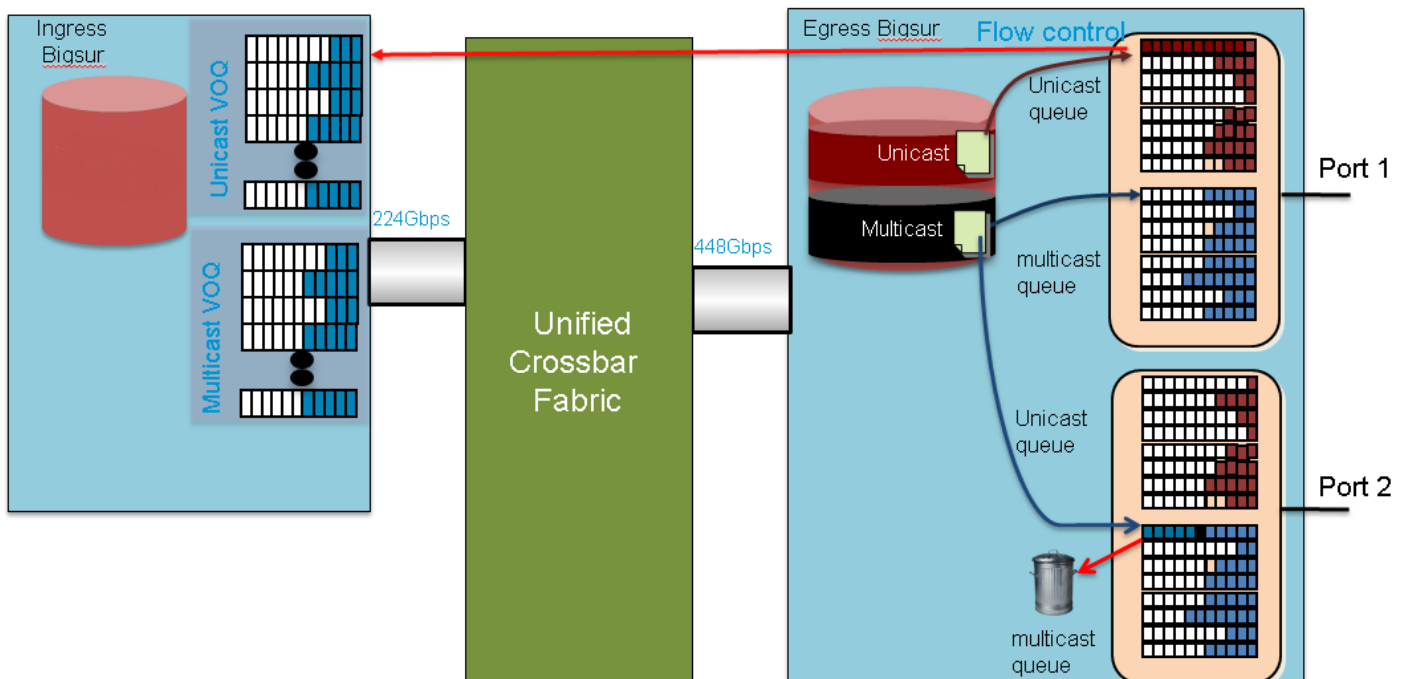 Ingress
Bigsur
Unicast VOQ
Multicast VOQ
224Gbps
Unified
Crossbar
Fabric
448Gbps
Egress Bigsur
Flow control
Unicast
queue
Unicast
Multicast
multicast
queue
Port 1
Unicast
queue
Port 2
multicast
queue